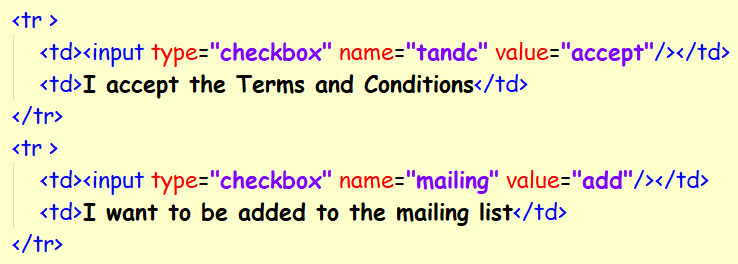 <tr >
<td><input type="checkbox" name="tandc" value="accept"/></td>
<td>I accept the Terms and Conditions</td>
</tr>
<tr >
<td><input type="checkbox" name="mailing" value="add"/></td>
<td>I want to be added to the mailing list</td>
</tr>